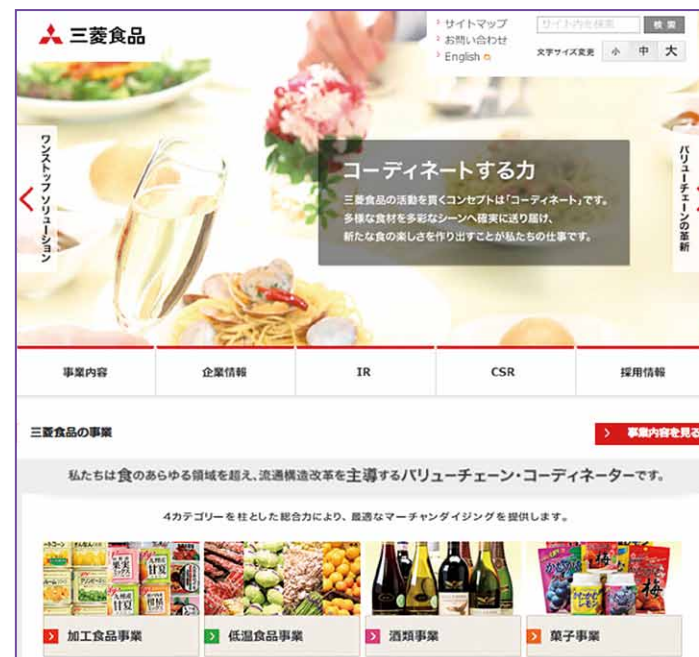 三菱食品
サイトマップ
お問い合わせ
English
サイト内を検索
検索
文字サイズ変更 小 中 大
ワンストップ ソリューション
コーディネートする力
三菱食品の活動を貫くコンセプトは「コーディネート」です。
多様な食材を多彩なシーンへ確実に送り届け、
新たな食の楽しさを作り出すことが私たちの仕事です。
バリューチェーンの革新
事業内容
企業情報
IR
CSR
採用情報
三菱食品の事業
事業内容を見る
私たちは食のあらゆる領域を超え、流通構造改革を主導するバリューチェーン・コーディネーターです。
4カテゴリーを柱とした総合力により、最適なマーチャンダイジングを提供します。
加工食品事業
低温食品事業
酒類事業
菓子事業